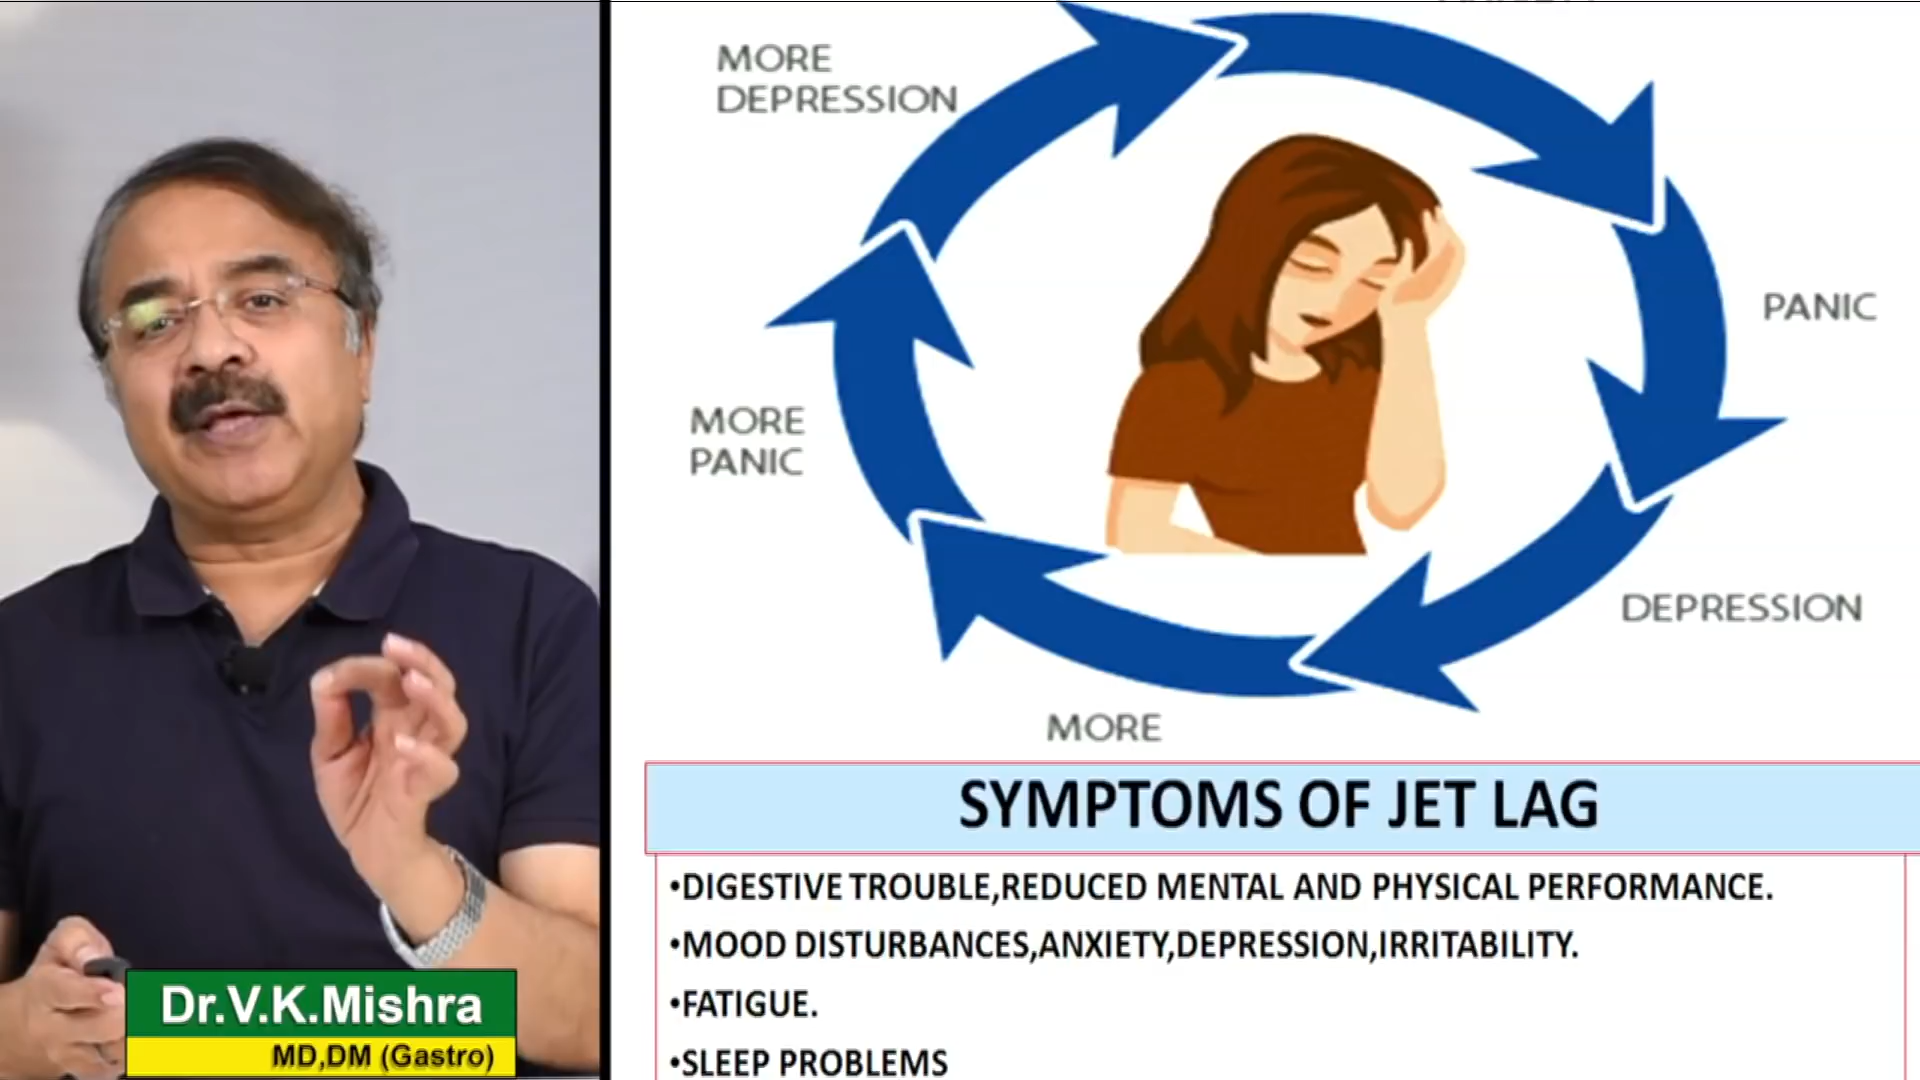 MORE
DEPRESSION
PANIC
MORE
PANIC
DEPRESSION
MORE
SYMPTOMS OF JET LAG
•DIGESTIVE TROUBLE,REDUCED MENTAL AND PHYSICAL PERFORMANCE.
•MOOD DISTURBANCES,ANXIETY,DEPRESSION,IRRITABILITY.
•FATIGUE.
•SLEEP PROBLEMS
Dr.V.K.Mishra
MD,DM (Gastro)